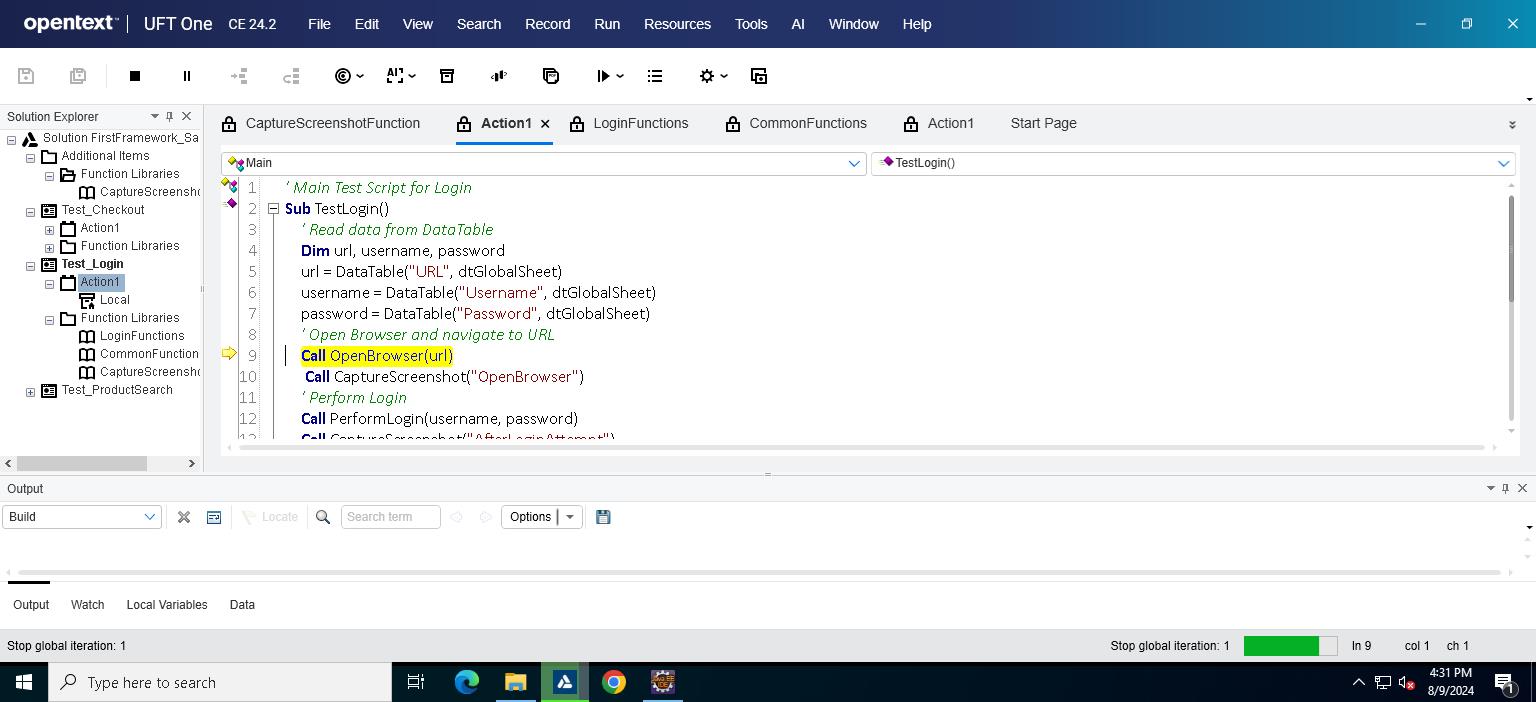 opentext | UFT One CE 24.2 File Edit View Search Record Run Resources Tools AI Window Help
Solution Explorer
Solution FirstFramework_Sa
Additional Items
Function Libraries
CaptureScreensho
Test_Checkout
Action1
Function Libraries
Test_Login
Action1
Local
Function Libraries
LoginFunctions
CommonFunction
CaptureScreensho
Test_ProductSearch
CaptureScreenshotFunction Action1 LoginFunctions CommonFunctions Action1 Start Page
Main TestLogin()
1 ' Main Test Script for Login
2 Sub TestLogin()
3 ' Read data from DataTable
4 Dim url, username, password
5 url = DataTable("URL", dtGlobalSheet)
6 username = DataTable("Username", dtGlobalSheet)
7 password = DataTable("Password", dtGlobalSheet)
8 ' Open Browser and navigate to URL
9 Call OpenBrowser(url)
10 Call CaptureScreenshot("OpenBrowser")
11 ' Perform Login
12 Call PerformLogin(username, password)
13 Call CaptureScreenshot("AfterLoginAttempt")
Output
Build Locate Search term Options
Output Watch Local Variables Data
Stop global iteration: 1 Stop global iteration: 1 ln 9 col 1 ch 1
Type here to search
4:31 PM
8/9/2024
1